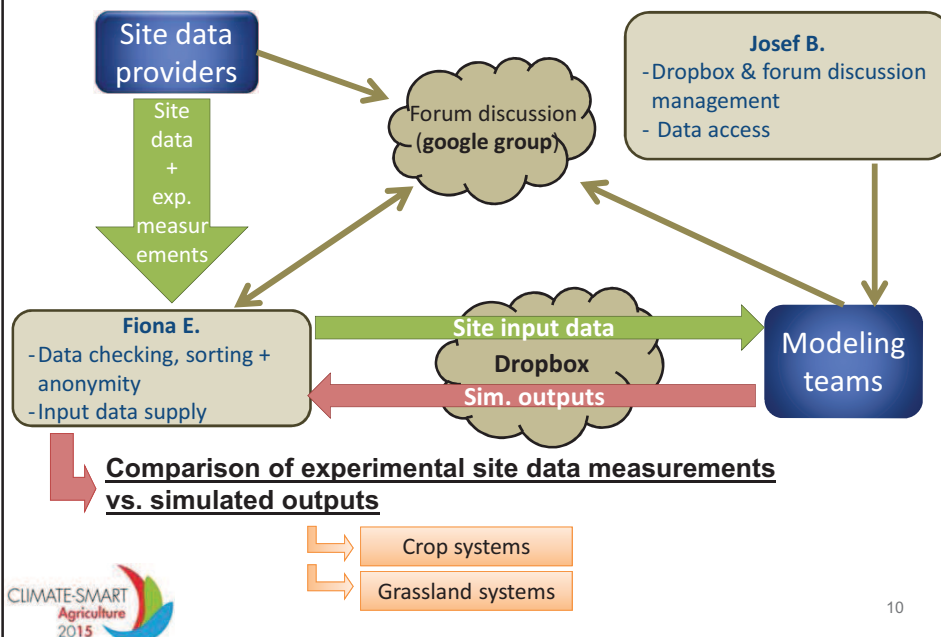 Site data
providers
Site
data
+
exp.
measur
ements
Forum discussion
(google group)
Josef B.
-Dropbox & forum discussion
management
- Data access
Fiona E.
-Data checking, sorting +
anonymity
-Input data supply
Site input data
Dropbox
Sim. outputs
Modeling
teams
Comparison of experimental site data measurements
vs. simulated outputs
Crop systems
Grassland systems
CLIMATE-SMART
Agriculture
2015
10